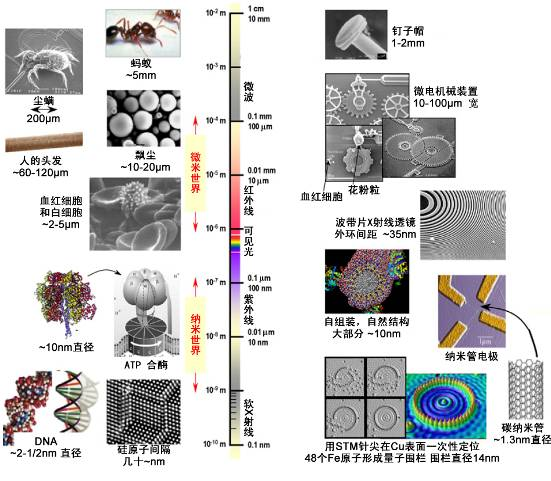 蚂蚁
~5mm
尘螨
200μm
人的头发
~60-120μm
飘尘
~10-20μm
血红细胞
和白细胞
~2-5μm
~10nm直径
ATP 合酶
DNA
~2-1/2nm 直径
硅原子间隔
几十~nm
微米世界
纳米世界
10⁻² m
10⁻³ m
10⁻⁴ m
10⁻⁵ m
10⁻⁶ m
10⁻⁷ m
10⁻⁸ m
10⁻⁹ m
10⁻¹⁰ m
1 cm
10 mm
微波
0.1 mm
100 μm
0.01 mm
10 μm
红外线
可见光
0.1 μm
100 nm
紫外线
0.01 μm
10 nm
软X射线
0.1 nm
钉子帽
1-2mm
微电机械装置
10-100μm 宽
血红细胞
花粉粒
波带片X射线透镜
外环间距 ~35nm
自组装，自然结构
大部分 ~10nm
1μm
纳米管电极
碳纳米管
~1.3nm直径
用STM针尖在Cu表面一次性定位
48个Fe原子形成量子围栏 围栏直径14nm